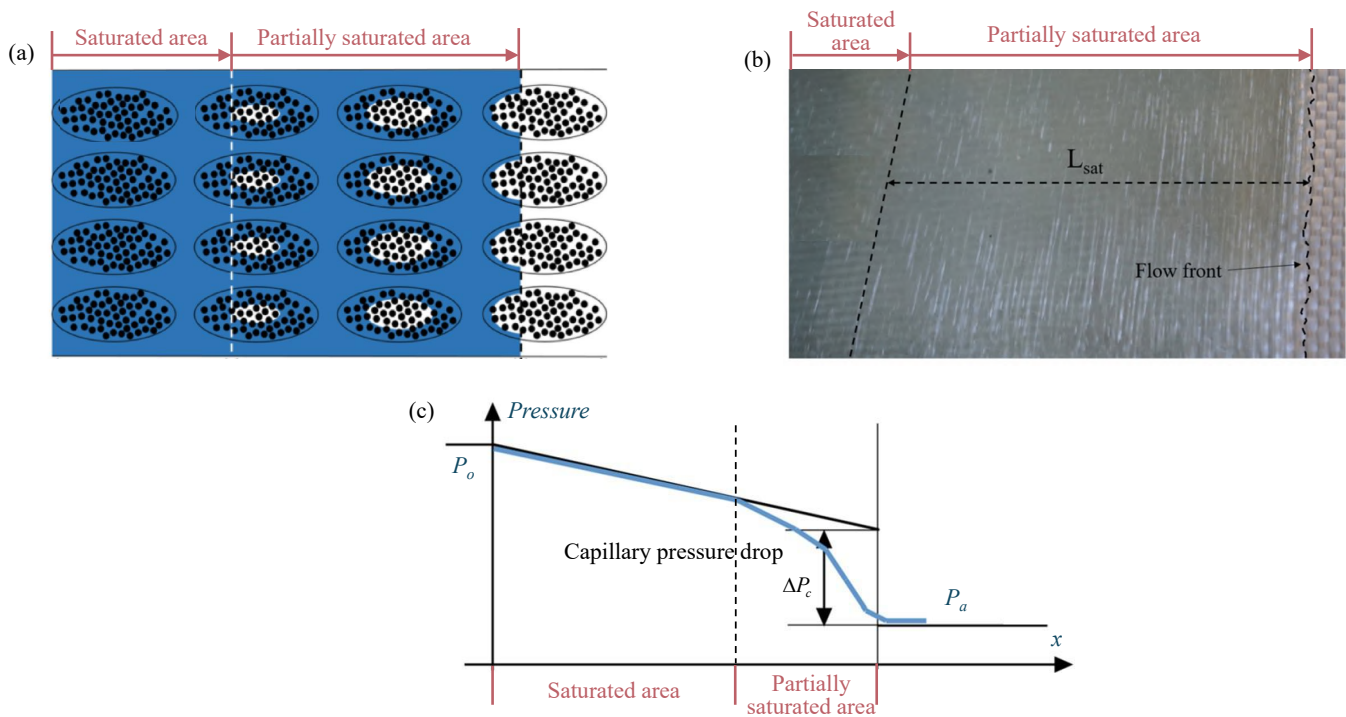 (a)
Saturated area
Partially saturated area
(b)
Saturated
area
Partially saturated area
L_sat
Flow front
(c)
Pressure
P_o
Capillary pressure drop
ΔP_c
P_a
x
Saturated area
Partially
saturated area